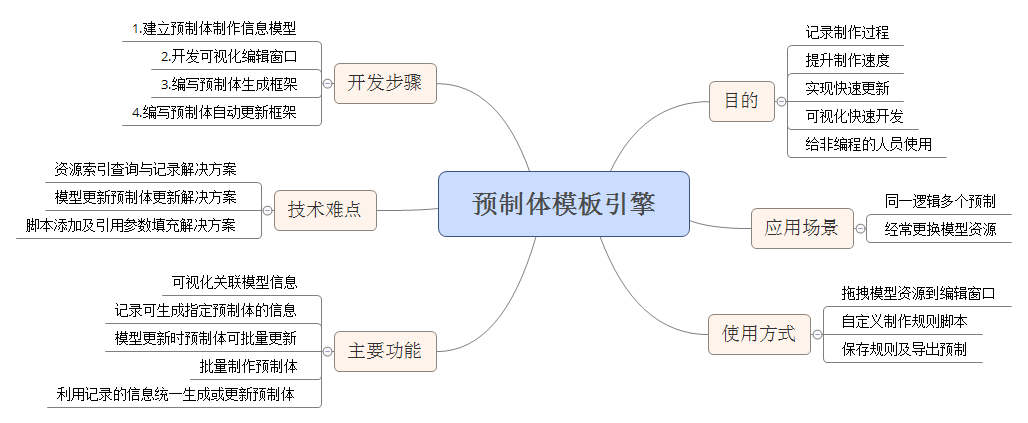 预制体模板引擎
开发步骤
1.建立预制体制作信息模型
2.开发可视化编辑窗口
3.编写预制体生成框架
4.编写预制体自动更新框架
技术难点
资源索引查询与记录解决方案
模型更新预制体更新解决方案
脚本添加及引用参数填充解决方案
主要功能
可视化关联模型信息
记录可生成指定预制体的信息
模型更新时预制体可批量更新
批量制作预制体
利用记录的信息统一生成或更新预制体
目的
记录制作过程
提升制作速度
实现快速更新
可视化快速开发
给非编程的人员使用
应用场景
同一逻辑多个预制
经常更换模型资源
使用方式
拖拽模型资源到编辑窗口
自定义制作规则脚本
保存规则及导出预制